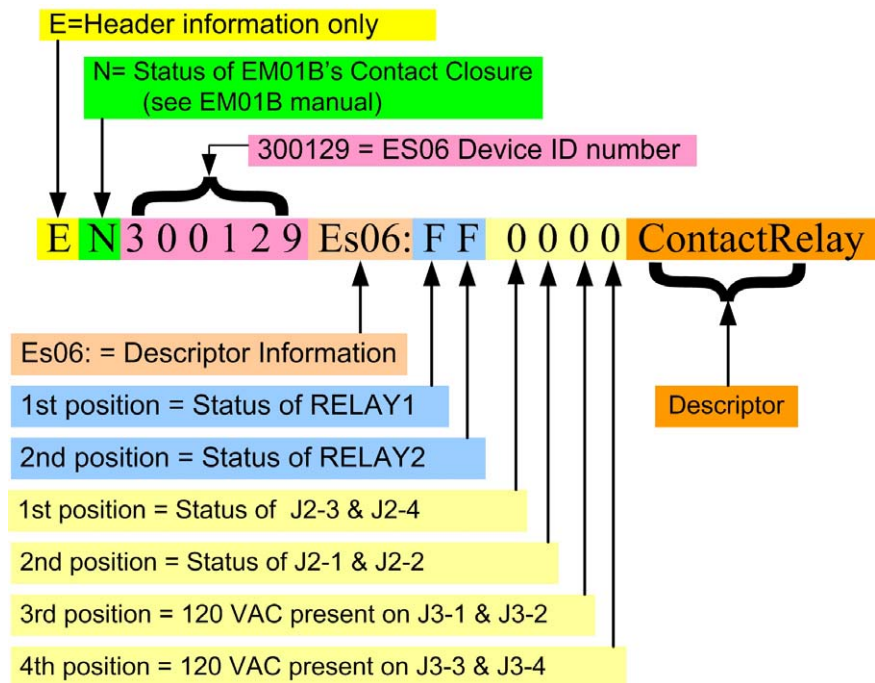 E=Header information only
N= Status of EM01B's Contact Closure
(see EM01B manual)
300129 = ES06 Device ID number
E N 3 0 0 1 2 9 Es06: F F 0 0 0 0 ContactRelay
Es06: = Descriptor Information
1st position = Status of RELAY1
Descriptor
2nd position = Status of RELAY2
1st position = Status of J2-3 & J2-4
2nd position = Status of J2-1 & J2-2
3rd position = 120 VAC present on J3-1 & J3-2
4th position = 120 VAC present on J3-3 & J3-4